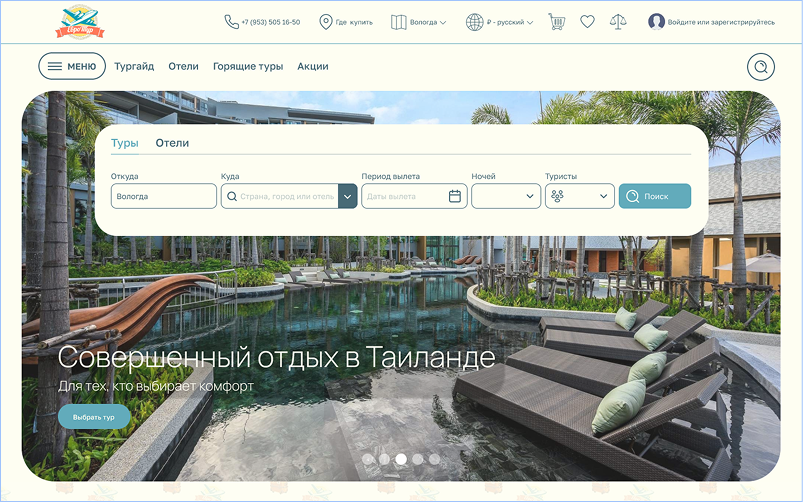 ЕвроТур
+7 (953) 505 16-50
Где купить
Вологда
₽ - русский
Войдите или зарегистрируйтесь
МЕНЮ
Тургайд
Отели
Горящие туры
Акции
Туры
Отели
Откуда
Куда
Период вылета
Ночей
Туристы
Вологда
Страна, город или отель
Даты вылета
Поиск
Совершенный отдых в Таиланде
Для тех, кто выбирает комфорт
Выбрать тур